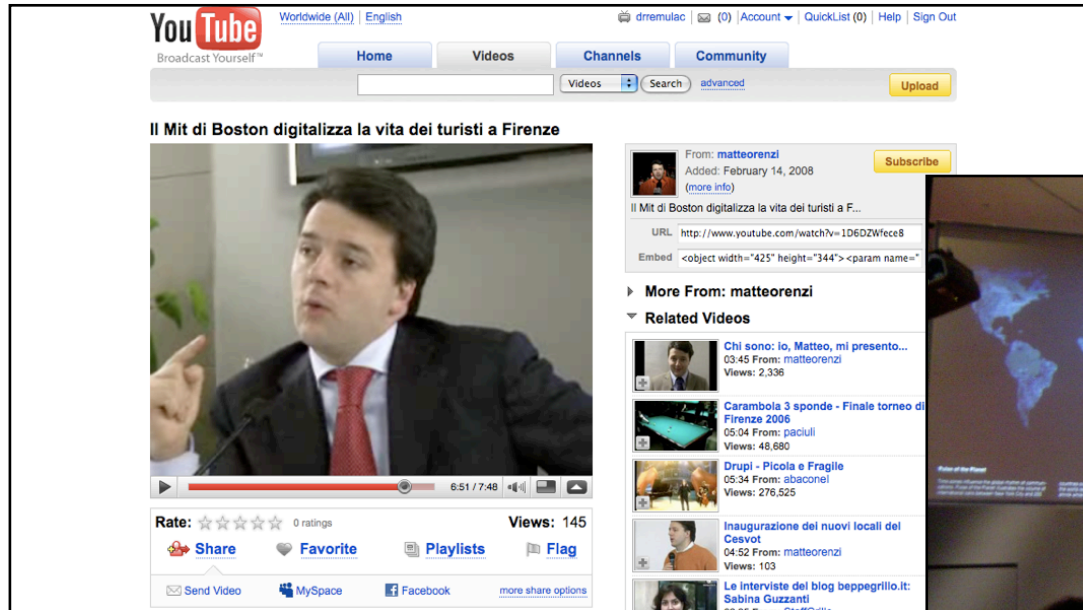 You Tube
Broadcast Yourself™
Worldwide (All) | English
drremulac | (0) | Account | QuickList (0) | Help | Sign Out
Home Videos Channels Community
Videos Search advanced
Upload
Il Mit di Boston digitalizza la vita dei turisti a Firenze
6:51 / 7:48
Rate: 0 ratings Views: 145
Share Favorite Playlists Flag
Send Video MySpace Facebook more share options
From: matteorenzi
Added: February 14, 2008
(more info)
Subscribe
Il Mit di Boston digitalizza la vita dei turisti a F...
URL http://www.youtube.com/watch?v=1D6DZWfece8
Embed <object width="425" height="344"><param name="
More From: matteorenzi
Related Videos
Chi sono: io, Matteo, mi presento...
03:45 From: matteorenzi
Views: 2,336
Carambola 3 sponde - Finale torneo di
Firenze 2006
05:04 From: paciuli
Views: 48,680
Drupi - Picola e Fragile
05:34 From: abaconel
Views: 276,525
Inaugurazione dei nuovi locali del
Cesvot
04:52 From: matteorenzi
Views: 103
Le interviste del blog beppegrillo.it:
Sabina Guzzanti
Pulse of the Planet